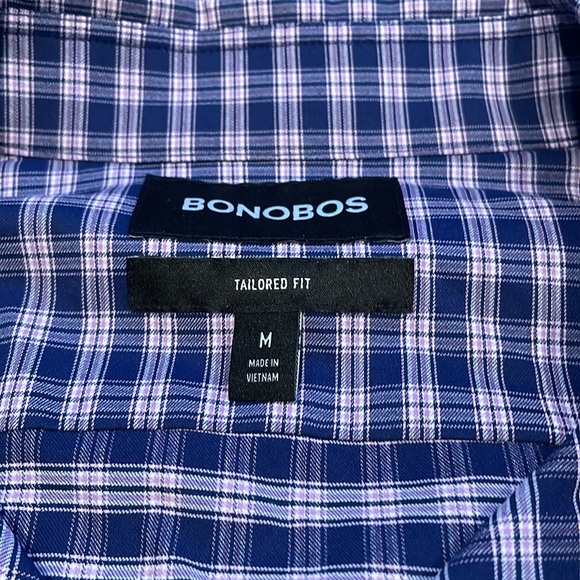 BONOBOS
TAILORED FIT
M
MADE IN
VIETNAM